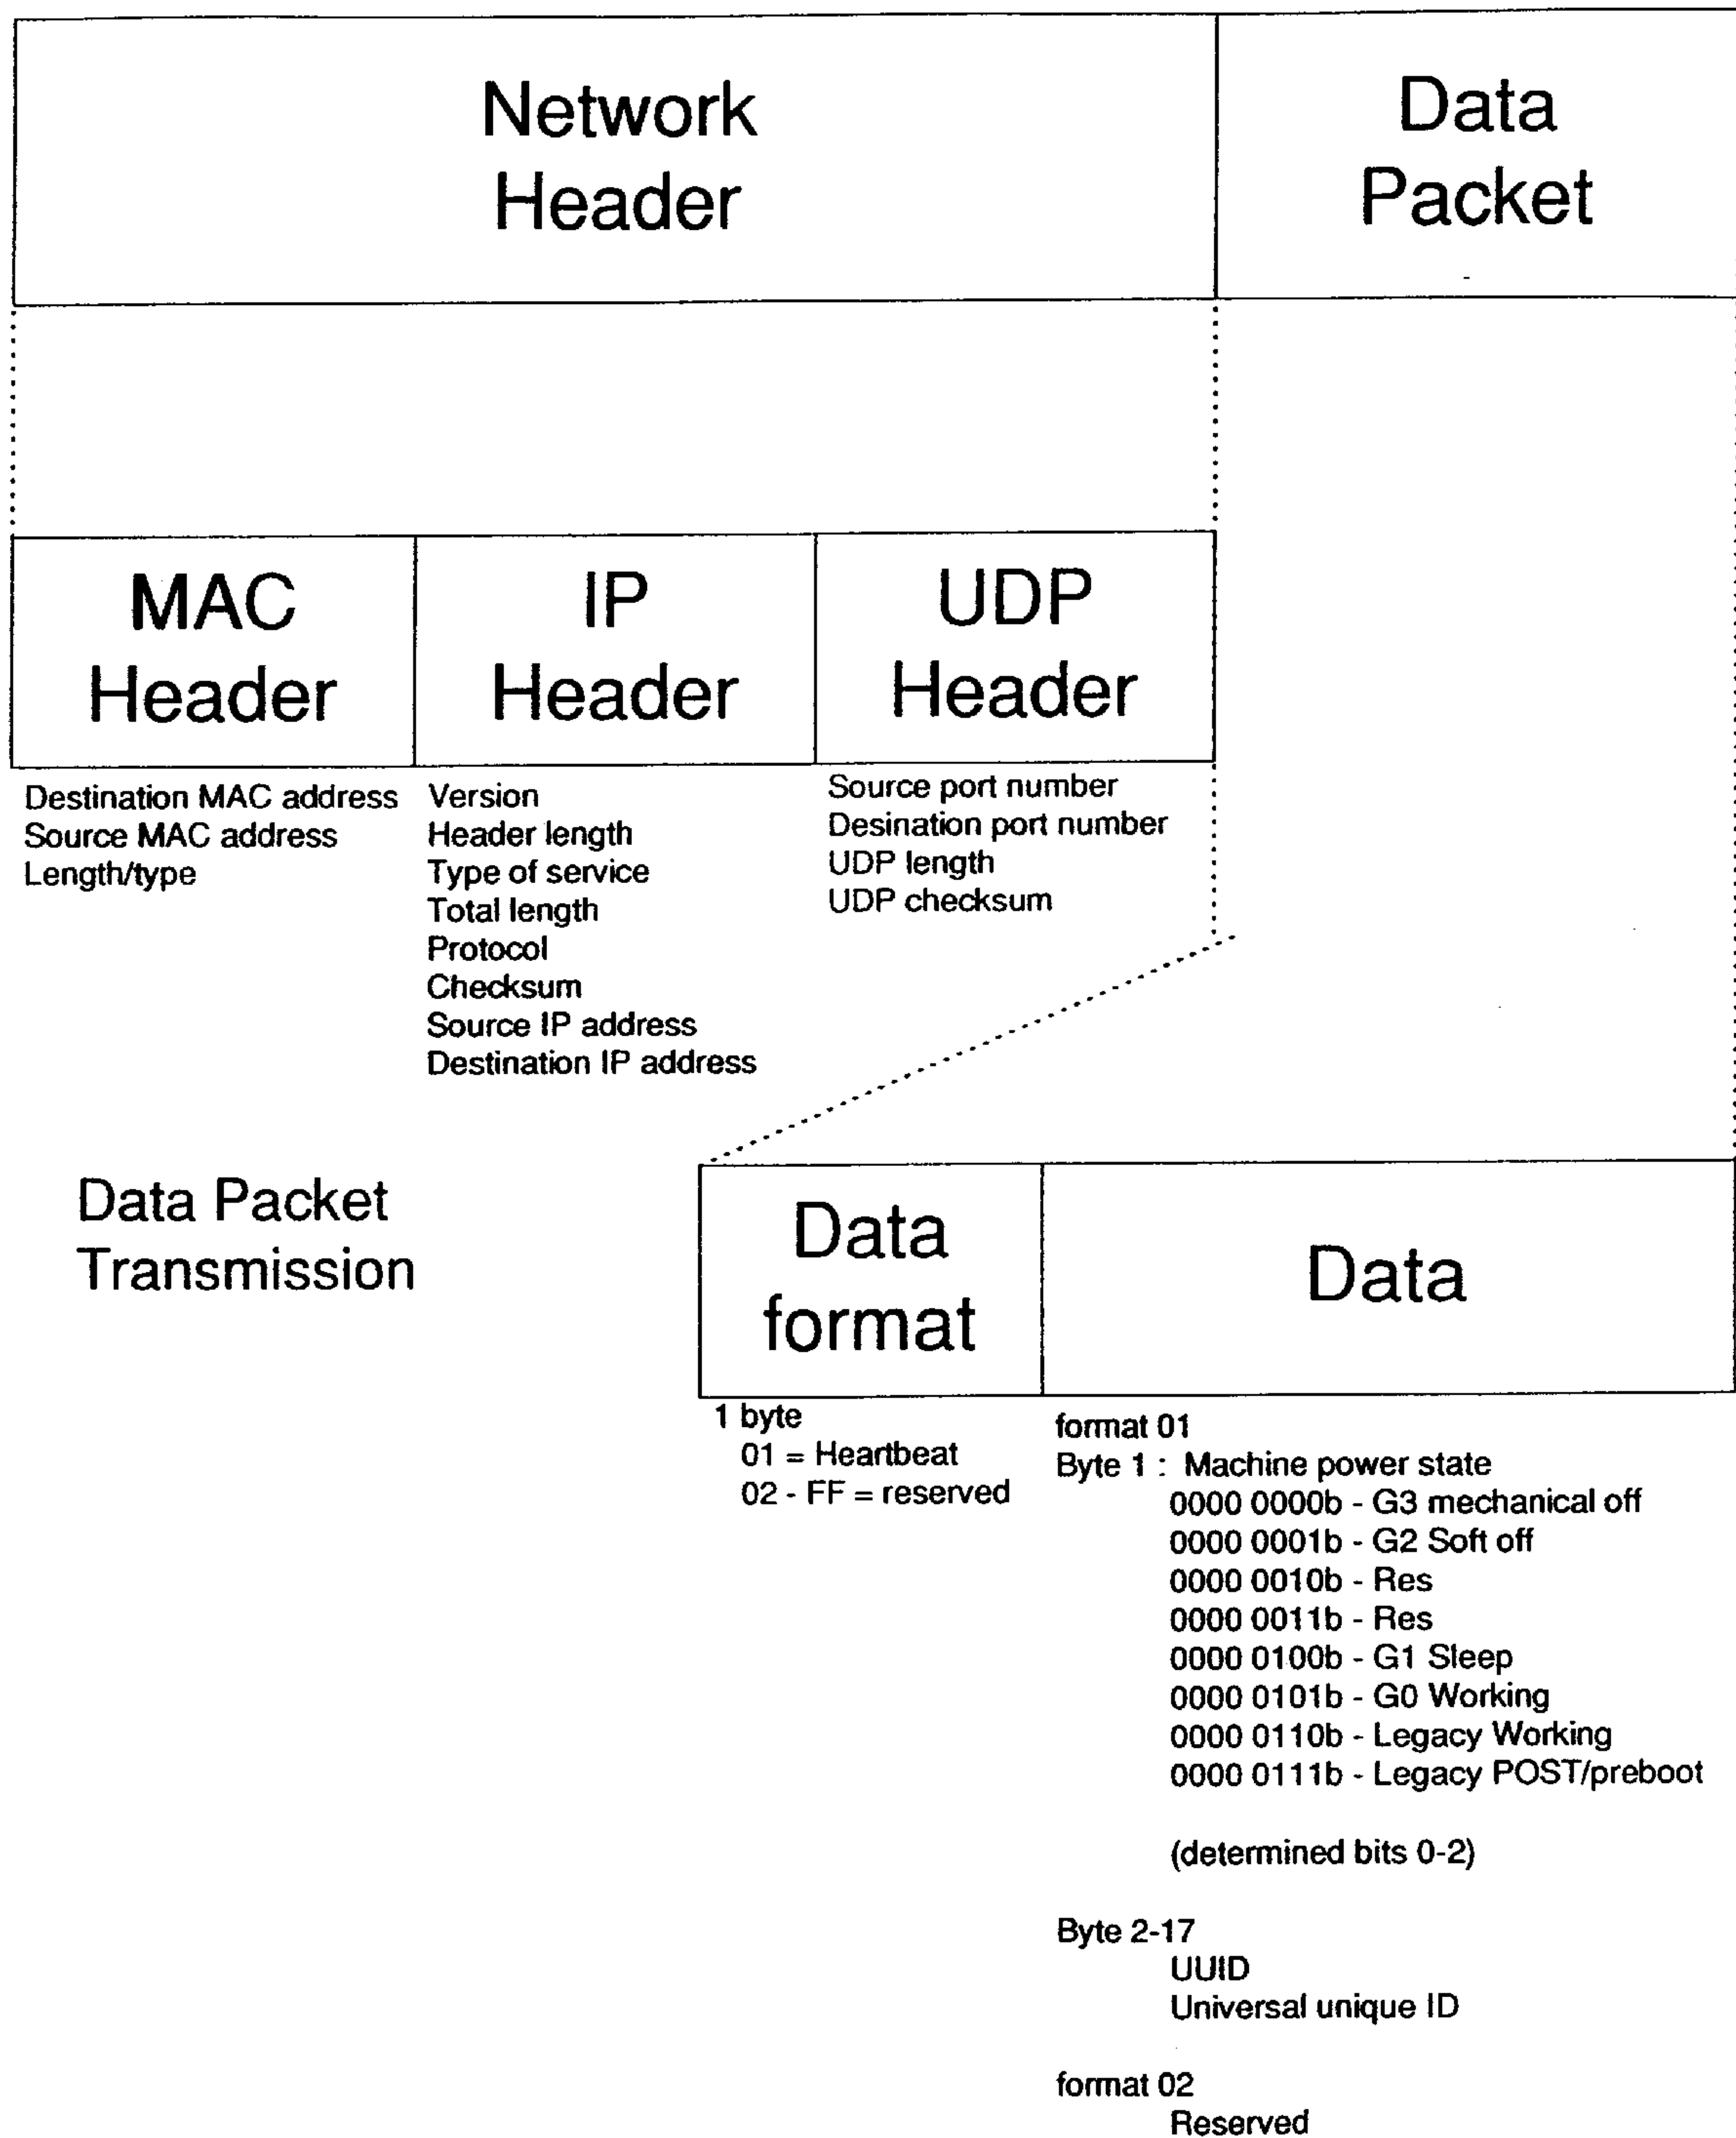 Network
Header
Data
Packet
MAC
Header
IP
Header
UDP
Header
Destination MAC address
Source MAC address
Length/type
Version
Header length
Type of service
Total length
Protocol
Checksum
Source IP address
Destination IP address
Source port number
Desination port number
UDP length
UDP checksum
Data Packet
Transmission
Data
format
Data
1 byte
01 = Heartbeat
02 - FF = reserved
format 01
Byte 1 : Machine power state
0000 0000b - G3 mechanical off
0000 0001b - G2 Soft off
0000 0010b - Res
0000 0011b - Res
0000 0100b - G1 Sleep
0000 0101b - G0 Working
0000 0110b - Legacy Working
0000 0111b - Legacy POST/preboot
(determined bits 0-2)
Byte 2-17
UUID
Universal unique ID
format 02
Reserved